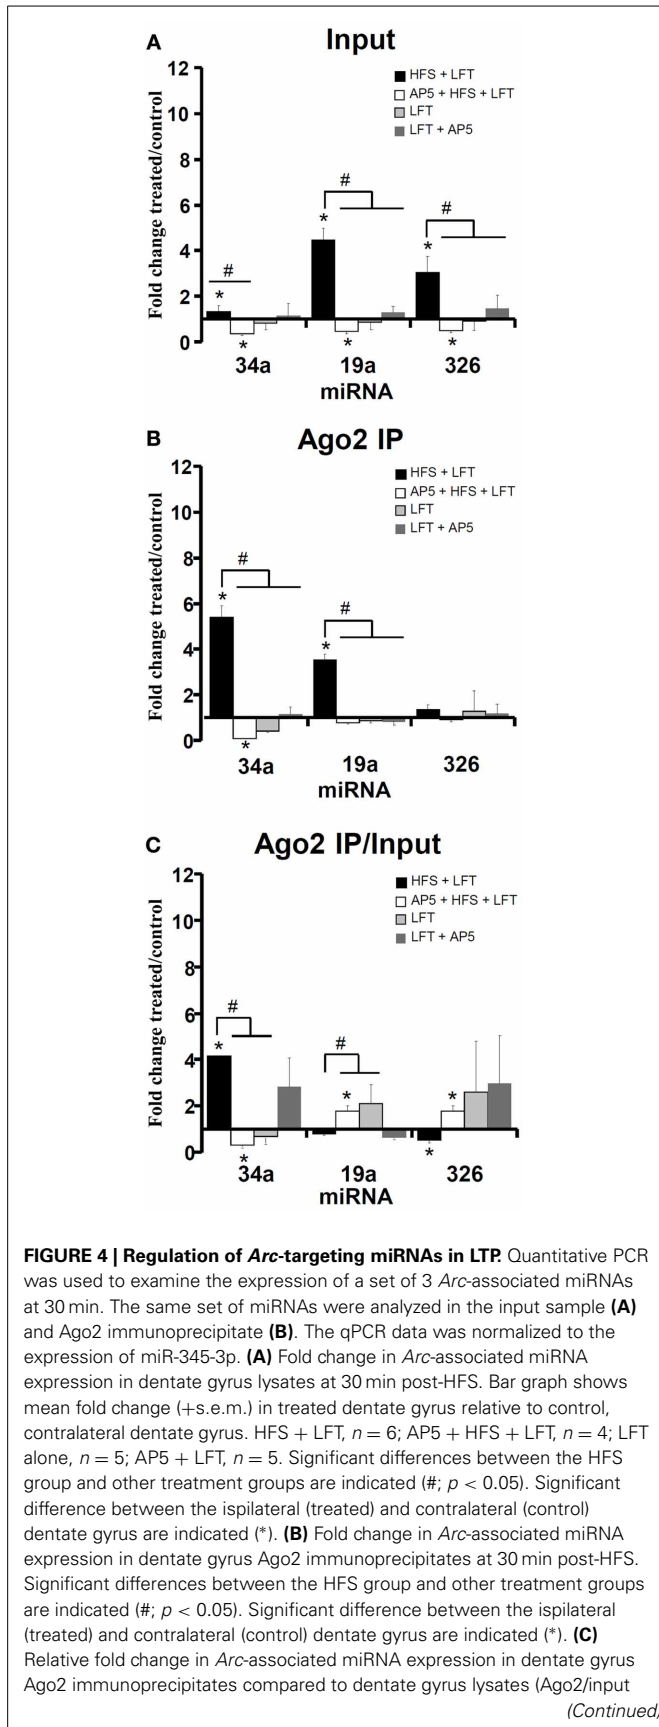 A
Input
12
10
8
6
4
2
0
Fold change treated/control
HFS + LFT
AP5 + HFS + LFT
LFT
LFT + AP5
#
*
*
#
*
*
#
*
*
34a
19a
326
miRNA
B
Ago2 IP
12
10
8
6
4
2
0
Fold change treated/control
HFS + LFT
AP5 + HFS + LFT
LFT
LFT + AP5
#
*
*
#
*
34a
19a
326
miRNA
C
Ago2 IP/Input
12
10
8
6
4
2
0
Fold change treated/control
HFS + LFT
AP5 + HFS + LFT
LFT
LFT + AP5
#
*
*
#
*
*
*
34a
19a
326
miRNA
FIGURE 4 | Regulation of Arc-targeting miRNAs in LTP. Quantitative PCR
was used to examine the expression of a set of 3 Arc-associated miRNAs
at 30 min. The same set of miRNAs were analyzed in the input sample (A)
and Ago2 immunoprecipitate (B). The qPCR data was normalized to the
expression of miR-345-3p. (A) Fold change in Arc-associated miRNA
expression in dentate gyrus lysates at 30 min post-HFS. Bar graph shows
mean fold change (+s.e.m.) in treated dentate gyrus relative to control,
contralateral dentate gyrus. HFS + LFT, n = 6; AP5 + HFS + LFT, n = 4; LFT
alone, n = 5; AP5 + LFT, n = 5. Significant differences between the HFS
group and other treatment groups are indicated (#; p < 0.05). Significant
difference between the ispilateral (treated) and contralateral (control)
dentate gyrus are indicated (*). (B) Fold change in Arc-associated miRNA
expression in dentate gyrus Ago2 immunoprecipitates at 30 min post-HFS.
Significant differences between the HFS group and other treatment groups
are indicated (#; p < 0.05). Significant difference between the ispilateral
(treated) and contralateral (control) dentate gyrus are indicated (*). (C)
Relative fold change in Arc-associated miRNA expression in dentate gyrus
Ago2 immunoprecipitates compared to dentate gyrus lysates (Ago2/input
(Continued)